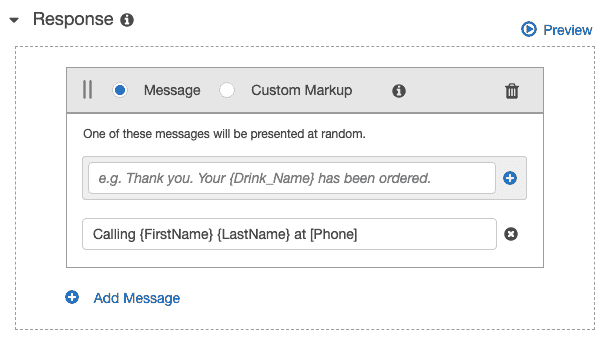 Response
Preview
Message Custom Markup
One of these messages will be presented at random.
e.g. Thank you. Your {Drink_Name} has been ordered.
Calling {FirstName} {LastName} at [Phone]
Add Message